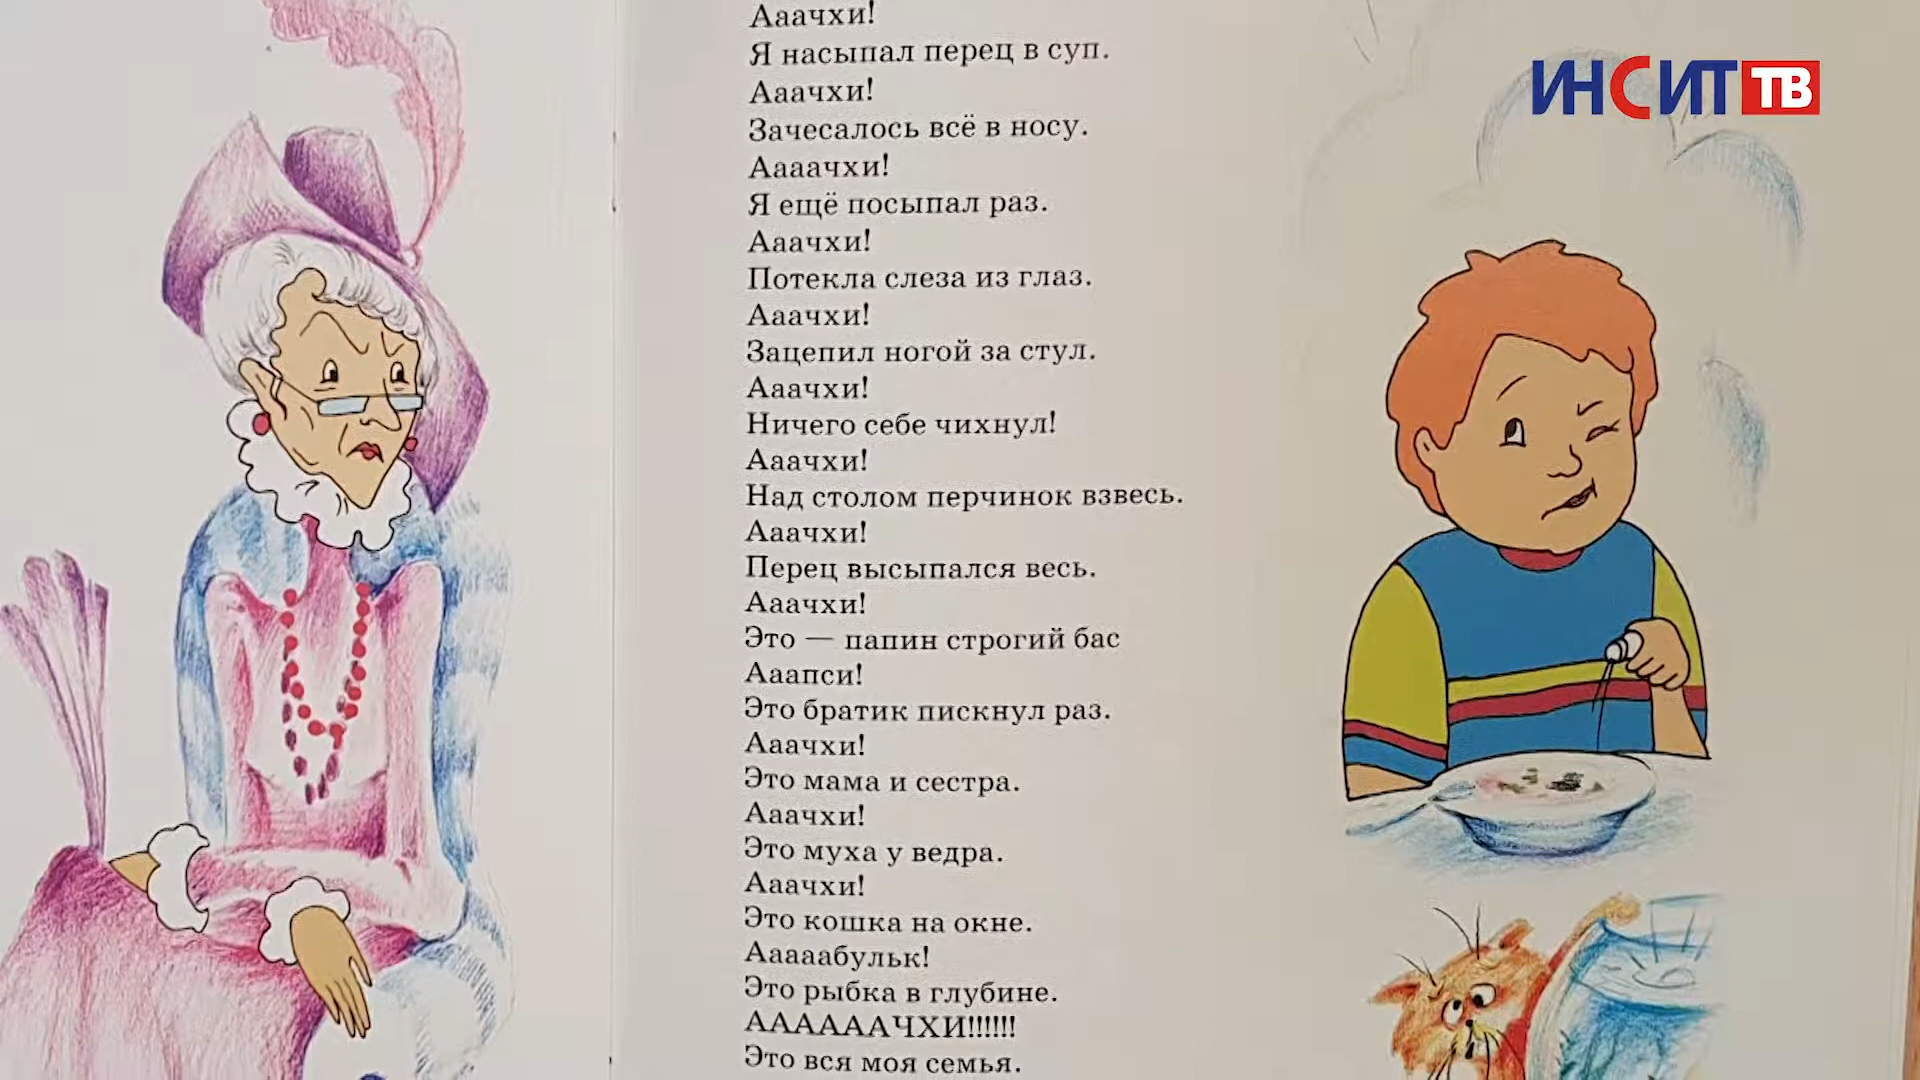 Ааачхи!
Я насыпал перец в суп.
Ааачхи!
Зачесалось всё в носу.
Аааачхи!
Я ещё посыпал раз.
Ааачхи!
Потекла слеза из глаз.
Ааачхи!
Зацепил ногой за стул.
Ааачхи!
Ничего себе чихнул!
Ааачхи!
Над столом перчинок взвесь.
Ааачхи!
Перец высыпался весь.
Ааачхи!
Это — папин строгий бас
Ааапси!
Это братик пискнул раз.
Ааачхи!
Это мама и сестра.
Ааачхи!
Это муха у ведра.
Ааачхи!
Это кошка на окне.
Ааааабульк!
Это рыбка в глубине.
ААААААЧХИ!!!!!!
Это вся моя семья.
ИНСИТ ТВ